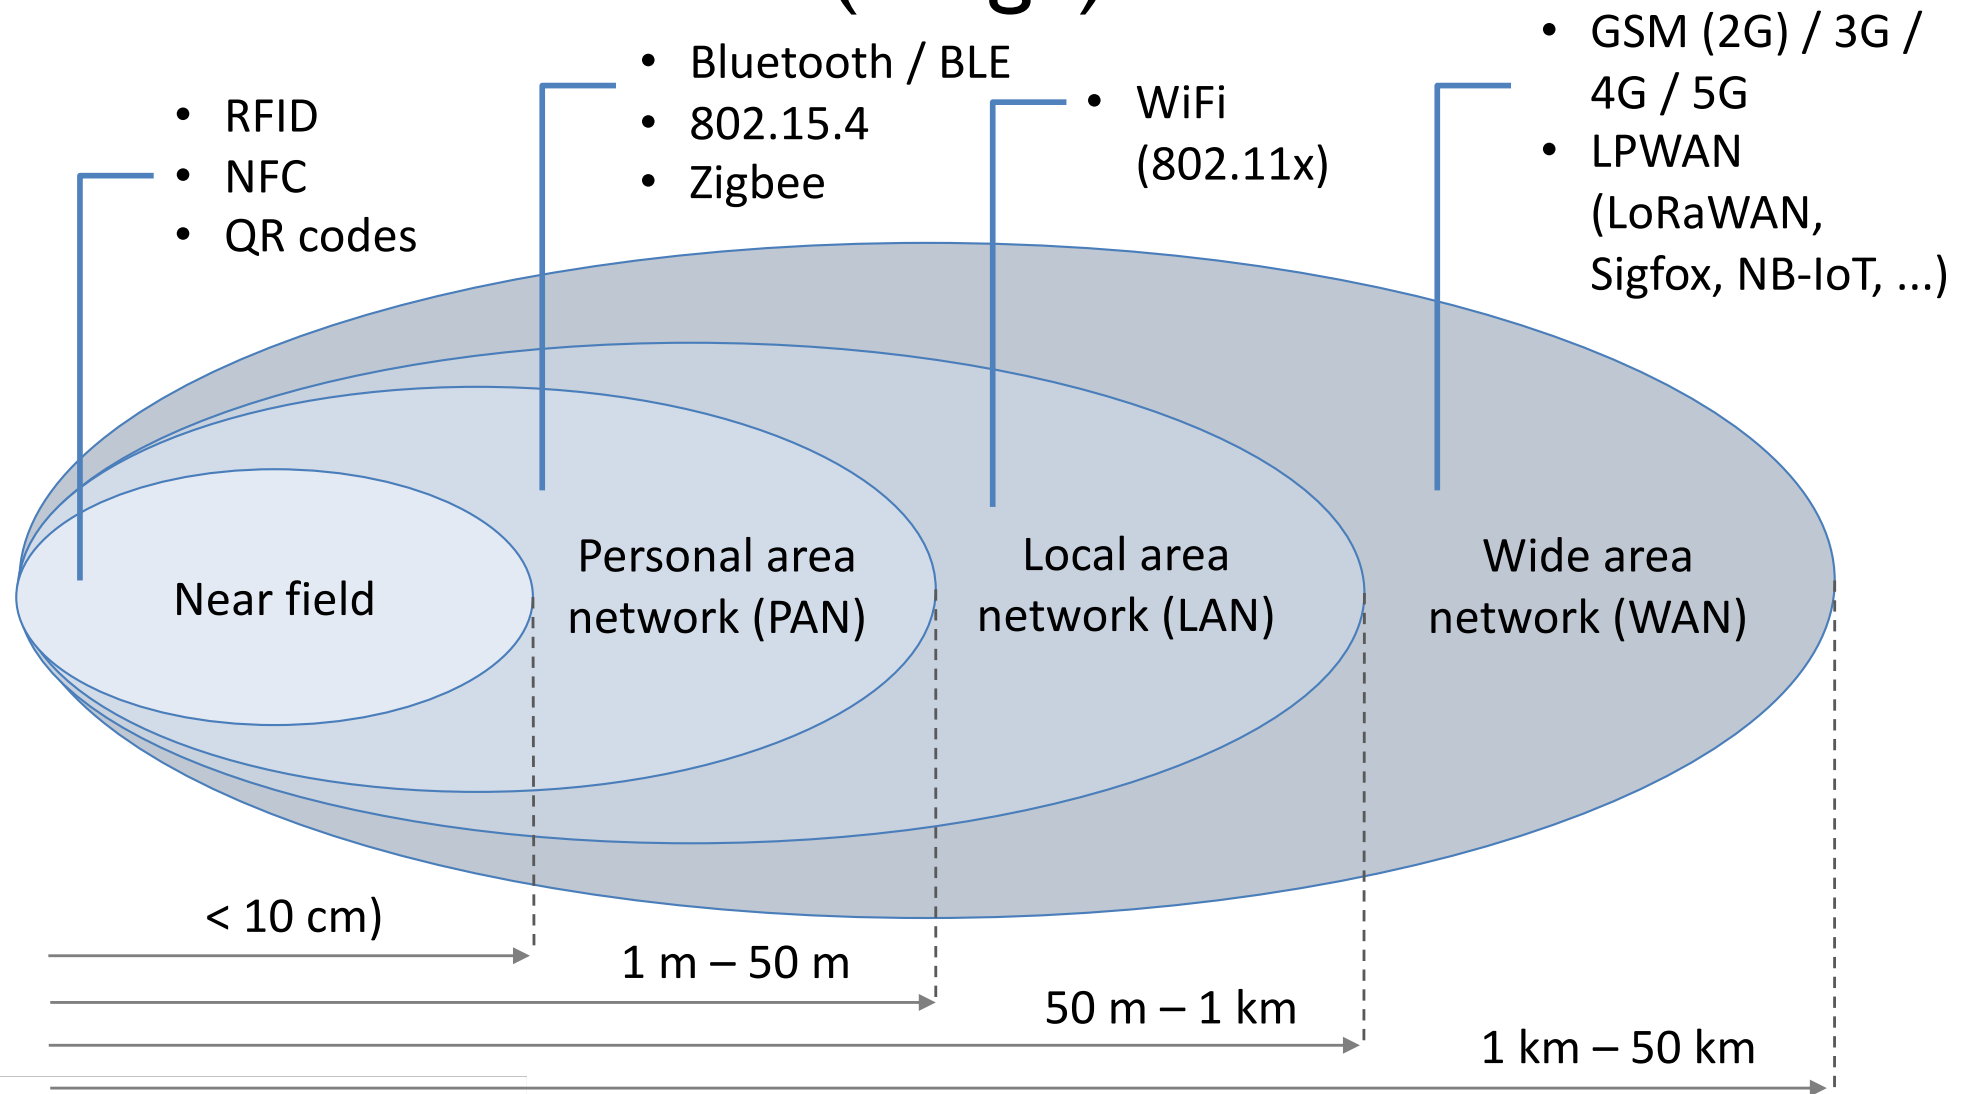 • RFID
• NFC
• QR codes
• Bluetooth / BLE
• 802.15.4
• Zigbee
• WiFi
(802.11x)
• GSM (2G) / 3G /
4G / 5G
• LPWAN
(LoRaWAN,
Sigfox, NB-IoT, ...)
Near field
Personal area
network (PAN)
Local area
network (LAN)
Wide area
network (WAN)
< 10 cm)
1 m – 50 m
50 m – 1 km
1 km – 50 km